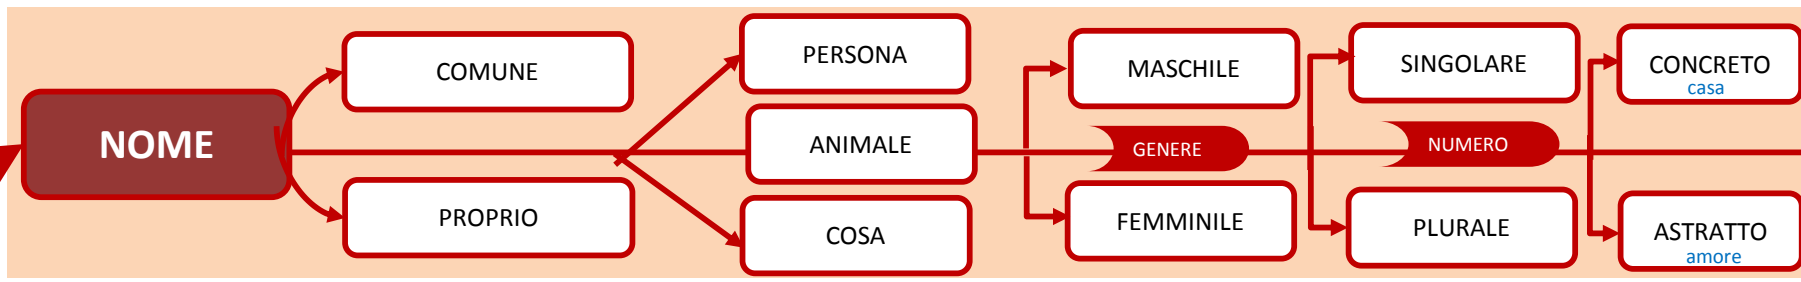 NOME
COMUNE
PROPRIO
PERSONA
ANIMALE
COSA
MASCHILE
GENERE
FEMMINILE
SINGOLARE
NUMERO
PLURALE
CONCRETO
casa
ASTRATTO
amore